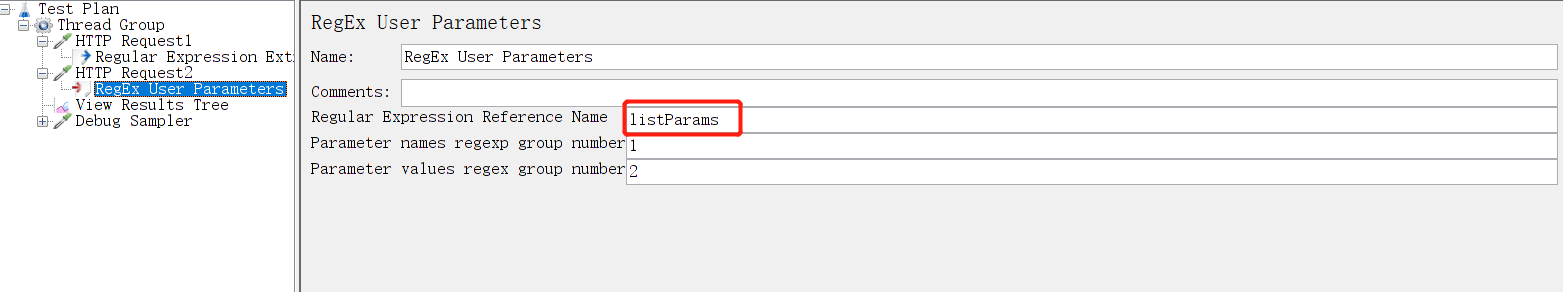 Test Plan
Thread Group
HTTP Request1
Regular Expression Ext
HTTP Request2
RegEx User Parameters
View Results Tree
Debug Sampler
RegEx User Parameters
Name: RegEx User Parameters
Comments:
Regular Expression Reference Name listParams
Parameter names regexp group number 1
Parameter values regex group number 2